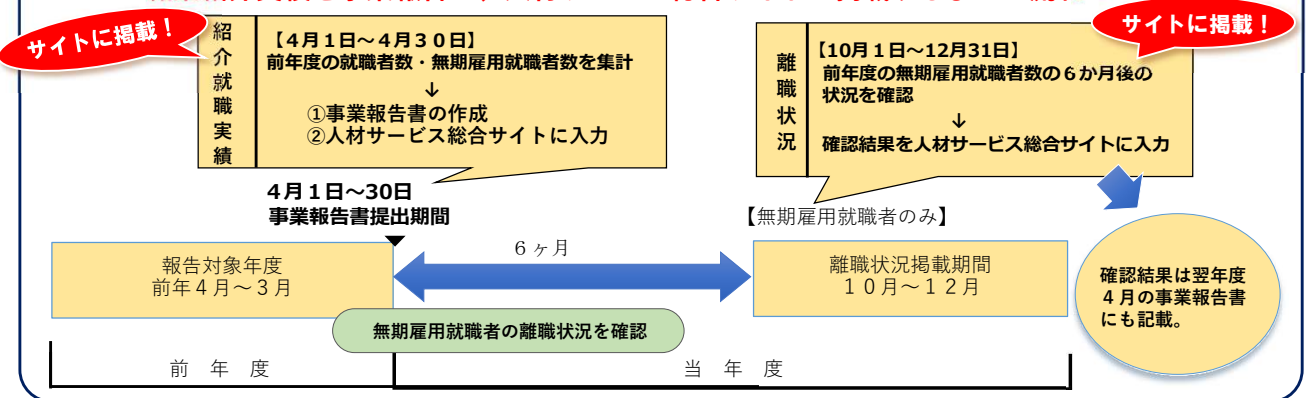 サイトに掲載！
紹介就職実績
【４月１日～４月３０日】
前年度の就職者数・無期雇用就職者数を集計
↓
①事業報告書の作成
②人材サービス総合サイトに入力
サイトに掲載！
離職状況
【10月１日～12月31日】
前年度の無期雇用就職者数の６か月後の
状況を確認
↓
確認結果を人材サービス総合サイトに入力
４月１日～30日
事業報告書提出期間
【無期雇用就職者のみ】
報告対象年度
前年４月～３月
６ヶ月
離職状況掲載期間
１０月～１２月
確認結果は翌年度
４月の事業報告書
にも記載。
無期雇用就職者の離職状況を確認
前　年　度
当　年　度